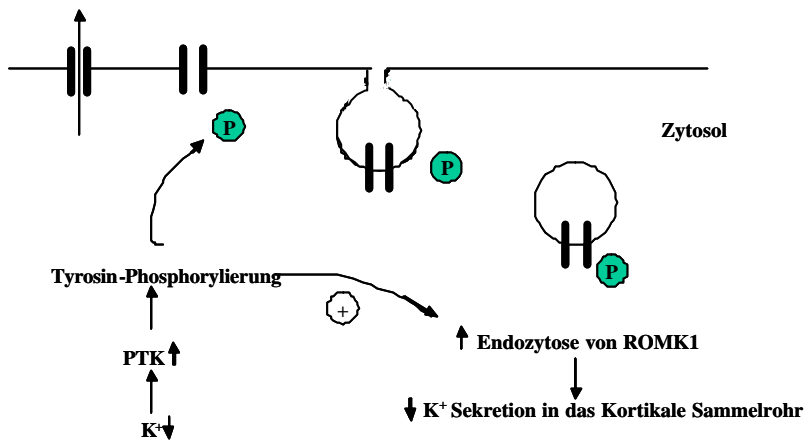 P
Zytosol
P
P
Tyrosin-Phosphorylierung
+
Endozytose von ROMK1
PTK
K⁺ Sekretion in das Kortikale Sammelrohr
K⁺